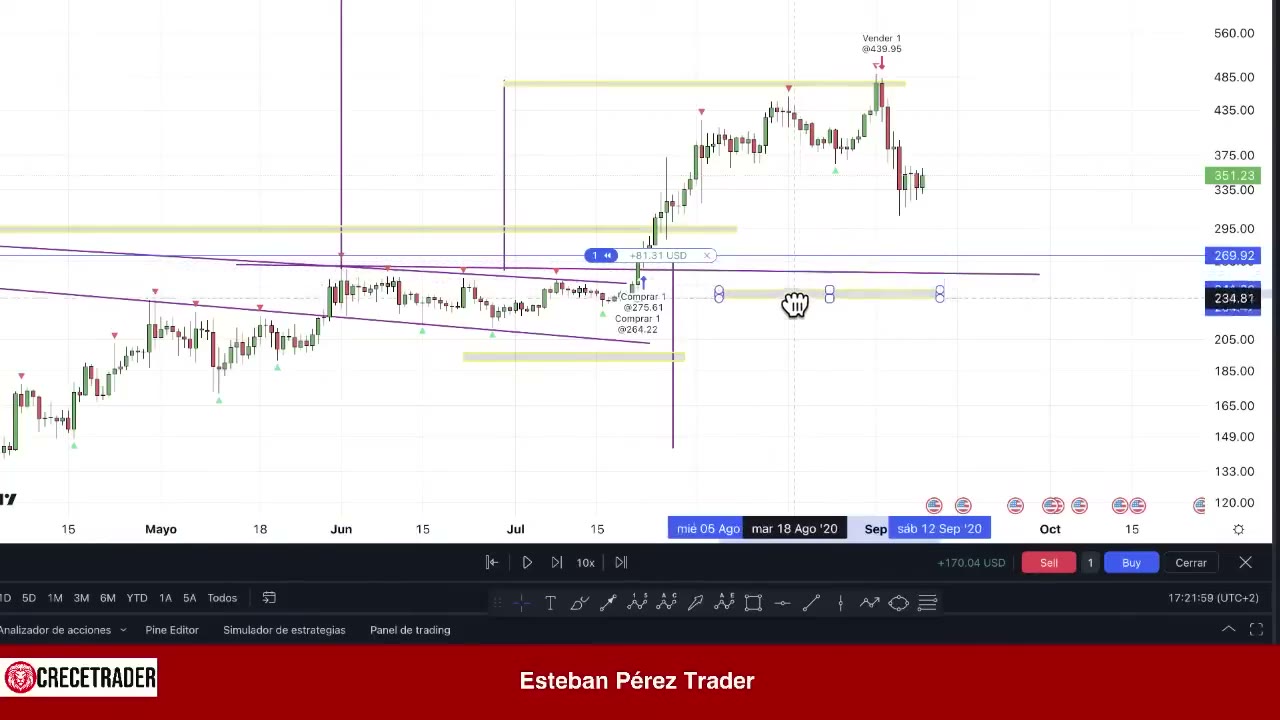 560.00
Vender 1
@439.95
485.00
435.00
375.00
351.23
335.00
295.00
1 +81.31 USD ×
269.92
234.81
Comprar 1
@275.61
Comprar 1
@264.22
205.00
185.00
165.00
149.00
133.00
120.00
15 Mayo 18 Jun 15 Jul 15 mié 05 Ago mar 18 Ago '20 Sep sáb 12 Sep '20 Oct 15
10x +170.04 USD Sell 1 Buy Cerrar
1D 5D 1M 3M 6M YTD 1A 5A Todos 17:21:59 (UTC+2)
Analizador de acciones Pine Editor Simulador de estrategias Panel de trading
CRECETRADER
Esteban Pérez Trader